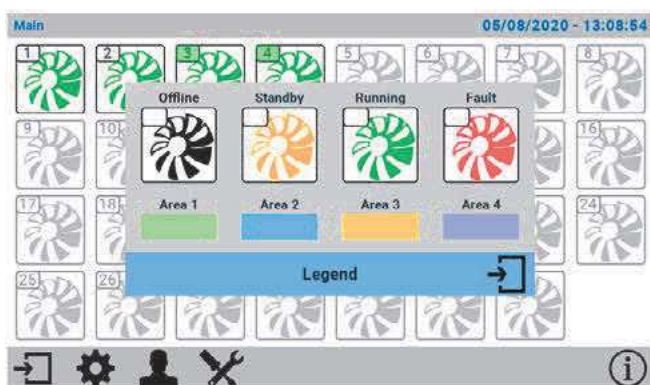 Main 05/08/2020 - 13:08:54
1 2 3 4 5 6 7 8
Offline Standby Running Fault
9 10 16
17 18 24
Area 1 Area 2 Area 3 Area 4
Legend
25 26
i